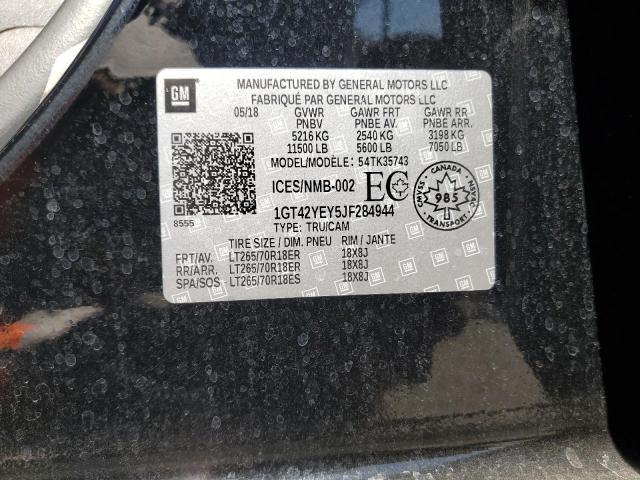 GM
MANUFACTURED BY GENERAL MOTORS LLC
FABRIQUÉ PAR GENERAL MOTORS LLC
05/18 GVWR GAWR FRT GAWR RR
PNBV PNBE AV. PNBE ARR.
5216 KG 2540 KG 3198 KG
11500 LB 5600 LB 7050 LB
MODEL/MODÈLE: 54TK35743
ICES/NMB-002 EC
CANADA
985
TRANSPORT
8555
1GT42YEY5JF284944
TYPE: TRU/CAM
TIRE SIZE / DIM. PNEU RIM / JANTE
FRT/AV. LT265/70R18ER 18X8J
RR/ARR. LT265/70R18ER 18X8J
SPA/SOS LT265/70R18ES 18X8J